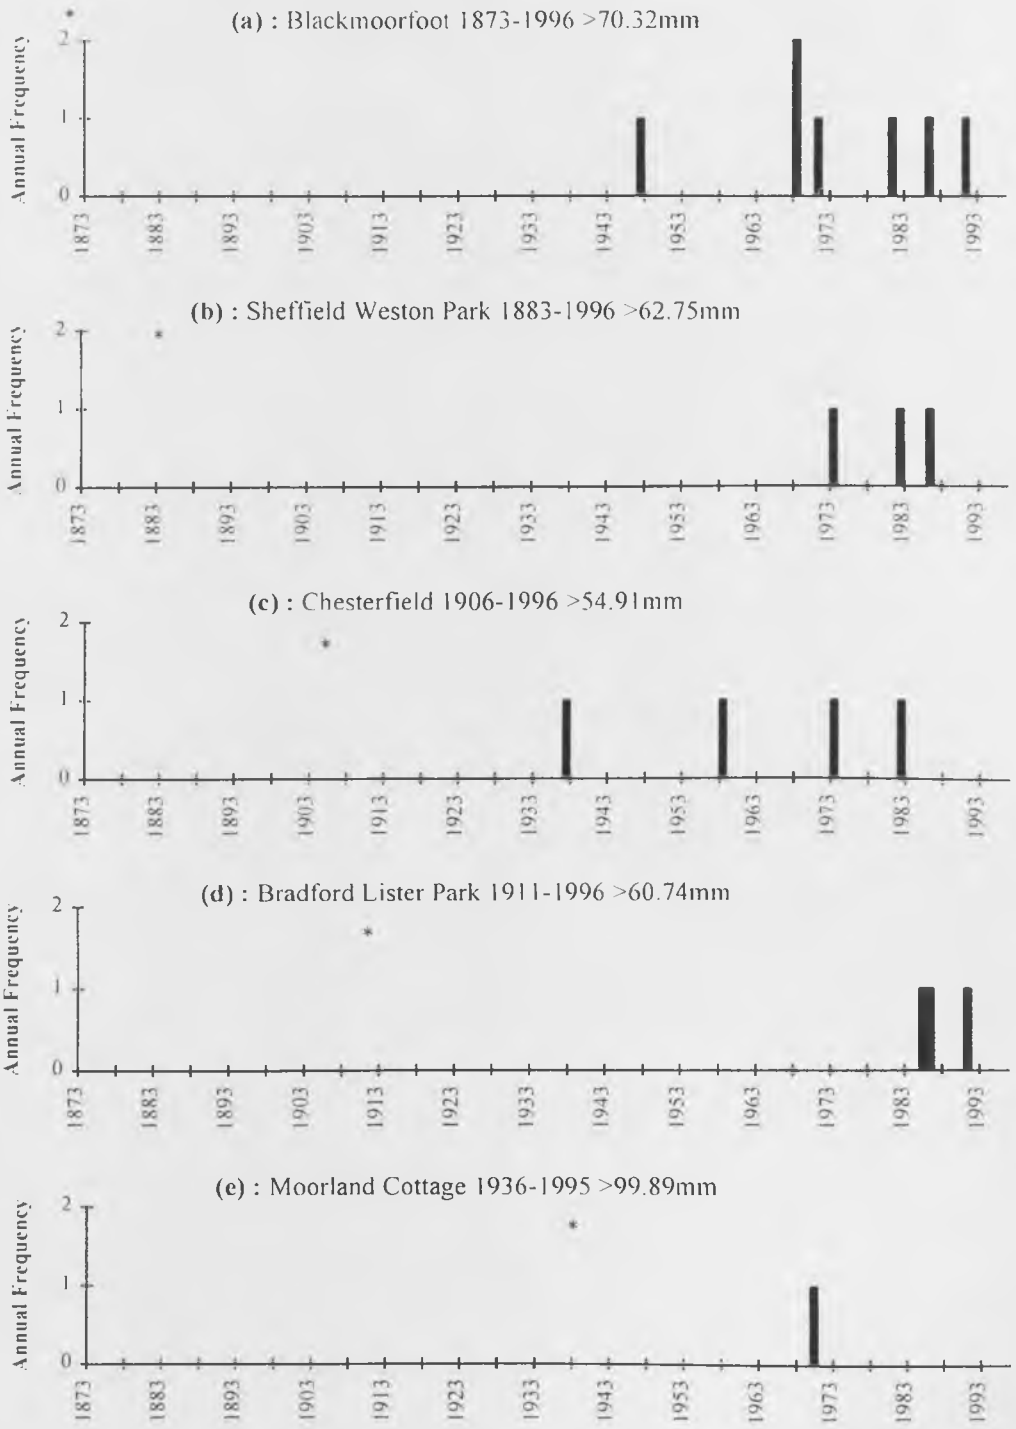 (a) : Blackmoorfoot 1873-1996 >70.32mm
*
Annual Frequency
2
1
0
1873 1883 1893 1903 1913 1923 1933 1943 1953 1963 1973 1983 1993
(b) : Sheffield Weston Park 1883-1996 >62.75mm
*
Annual Frequency
2
1
0
1873 1883 1893 1903 1913 1923 1933 1943 1953 1963 1973 1983 1993
(c) : Chesterfield 1906-1996 >54.91mm
*
Annual Frequency
2
1
0
1873 1883 1893 1903 1913 1923 1933 1943 1953 1963 1973 1983 1993
(d) : Bradford Lister Park 1911-1996 >60.74mm
*
Annual Frequency
2
1
0
1873 1883 1893 1903 1913 1923 1933 1943 1953 1963 1973 1983 1993
(e) : Moorland Cottage 1936-1995 >99.89mm
*
Annual Frequency
2
1
0
1873 1883 1893 1903 1913 1923 1933 1943 1953 1963 1973 1983 1993